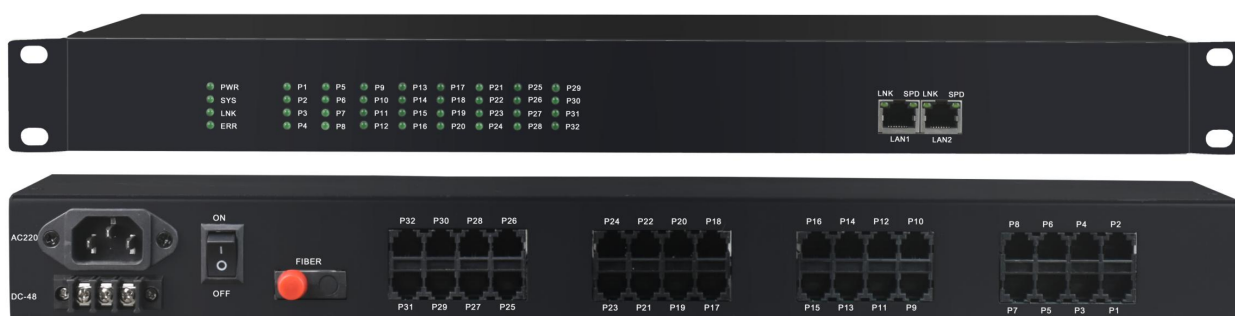 PWR P1 P5 P9 P13 P17 P21 P25 P29
SYS P2 P6 P10 P14 P18 P22 P26 P30
LNK P3 P7 P11 P15 P19 P23 P27 P31
ERR P4 P8 P12 P16 P20 P24 P28 P32
LNK SPD LNK SPD
LAN1 LAN2
ON
P32 P30 P28 P26 P24 P22 P20 P18 P16 P14 P12 P10 P8 P6 P4 P2
AC220
I
O
FIBER
DC-48
OFF
P31 P29 P27 P25 P23 P21 P19 P17 P15 P13 P11 P9 P7 P5 P3 P1